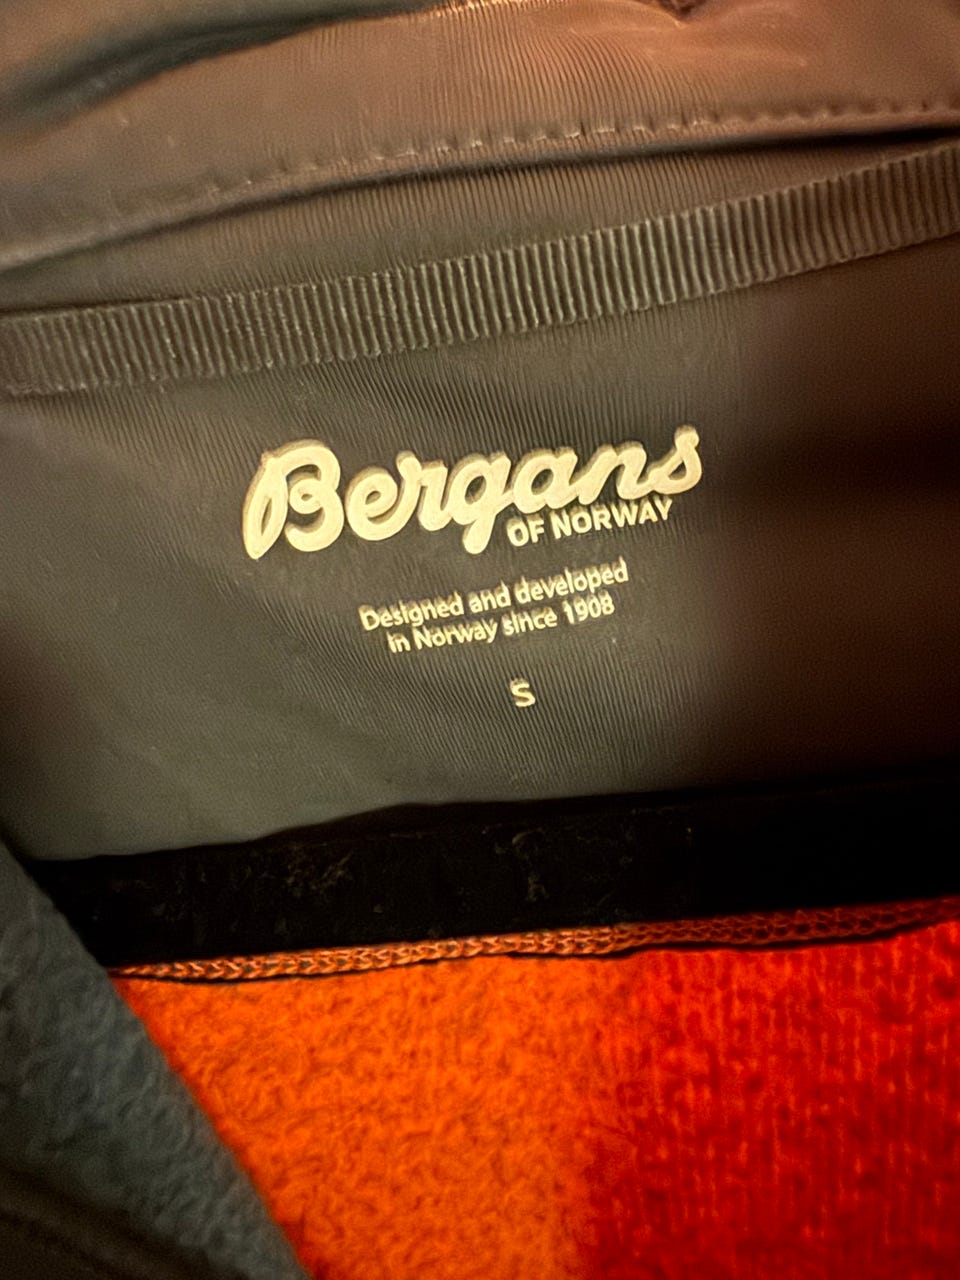 Bergans
OF NORWAY
Designed and developed
in Norway since 1908
S